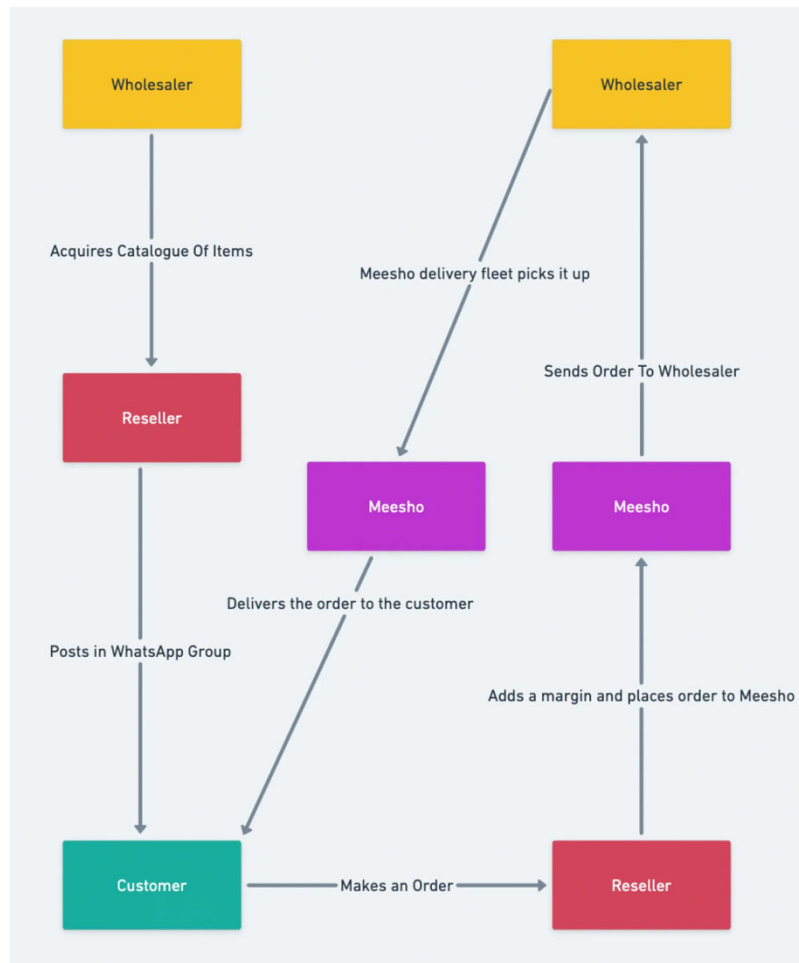 Wholesaler
Wholesaler
Acquires Catalogue Of Items
Meesho delivery fleet picks it up
Sends Order To Wholesaler
Reseller
Meesho
Meesho
Delivers the order to the customer
Posts in WhatsApp Group
Adds a margin and places order to Meesho
Customer
Makes an Order
Reseller